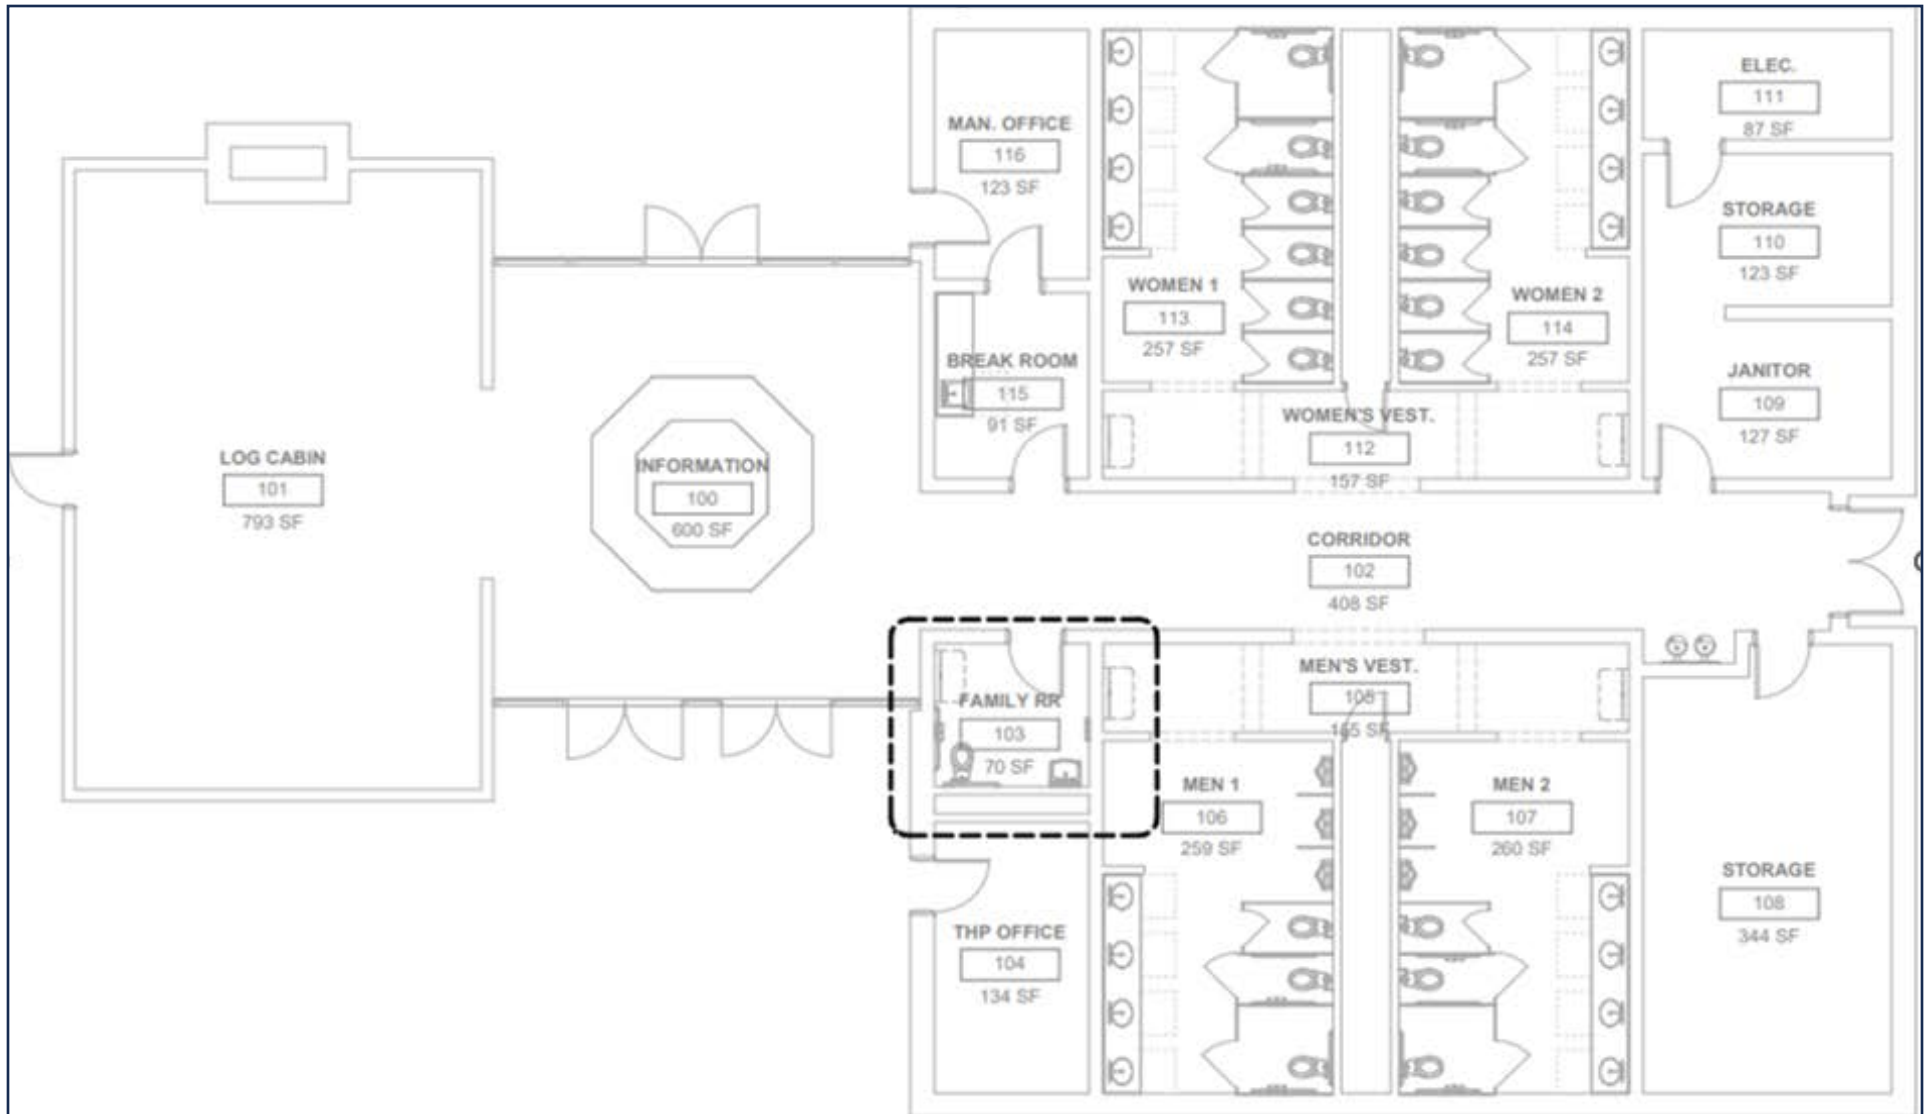 MAN. OFFICE
116
123 SF
ELEC.
111
87 SF
STORAGE
110
123 SF
WOMEN 1
113
257 SF
WOMEN 2
114
257 SF
BREAK ROOM
115
91 SF
JANITOR
109
127 SF
WOMEN'S VEST.
112
157 SF
LOG CABIN
101
793 SF
INFORMATION
100
600 SF
CORRIDOR
102
408 SF
FAMILY RR
103
70 SF
MEN'S VEST.
SF
MEN 1
106
259 SF
MEN 2
107
260 SF
STORAGE
108
344 SF
THP OFFICE
104
134 SF